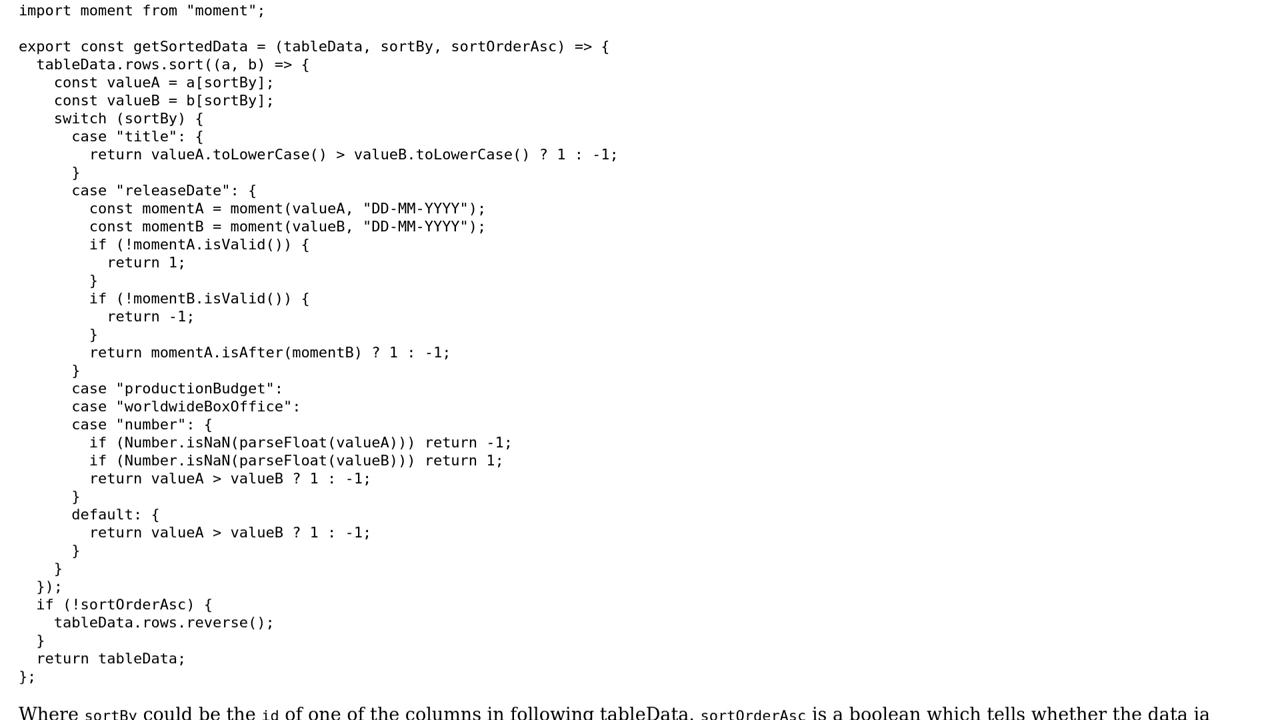 import moment from "moment";

export const getSortedData = (tableData, sortBy, sortOrderAsc) => {
  tableData.rows.sort((a, b) => {
    const valueA = a[sortBy];
    const valueB = b[sortBy];
    switch (sortBy) {
      case "title": {
        return valueA.toLowerCase() > valueB.toLowerCase() ? 1 : -1;
      }
      case "releaseDate": {
        const momentA = moment(valueA, "DD-MM-YYYY");
        const momentB = moment(valueB, "DD-MM-YYYY");
        if (!momentA.isValid()) {
          return 1;
        }
        if (!momentB.isValid()) {
          return -1;
        }
        return momentA.isAfter(momentB) ? 1 : -1;
      }
      case "productionBudget":
      case "worldwideBoxOffice":
      case "number": {
        if (Number.isNaN(parseFloat(valueA))) return -1;
        if (Number.isNaN(parseFloat(valueB))) return 1;
        return valueA > valueB ? 1 : -1;
      }
      default: {
        return valueA > valueB ? 1 : -1;
      }
    }
  });
  if (!sortOrderAsc) {
    tableData.rows.reverse();
  }
  return tableData;
};

Where sortBy could be the id of one of the columns in following tableData. sortOrderAsc is a boolean which tells whether the data ia